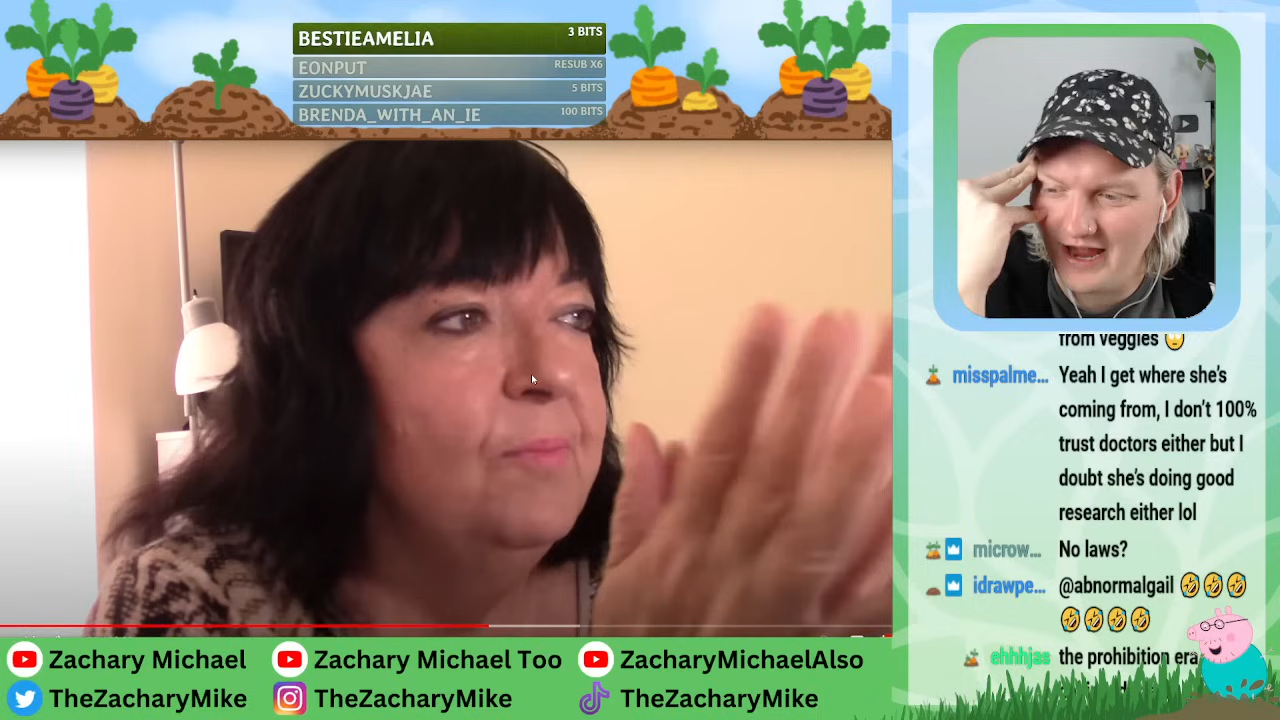 BESTIEAMELIA 3 BITS
EONPUT RESUB X6
ZUCKYMUSKJAE 5 BITS
BRENDA_WITH_AN_IE 100 BITS
from veggies
misspalme... Yeah I get where she's
coming from, I don't 100%
trust doctors either but I
doubt she's doing good
research either lol
microw... No laws?
idrawpe... @abnormalgail
ehhhjas the prohibition era
Zachary Michael Zachary Michael Too ZacharyMichaelAlso
TheZacharyMike TheZacharyMike TheZacharyMike